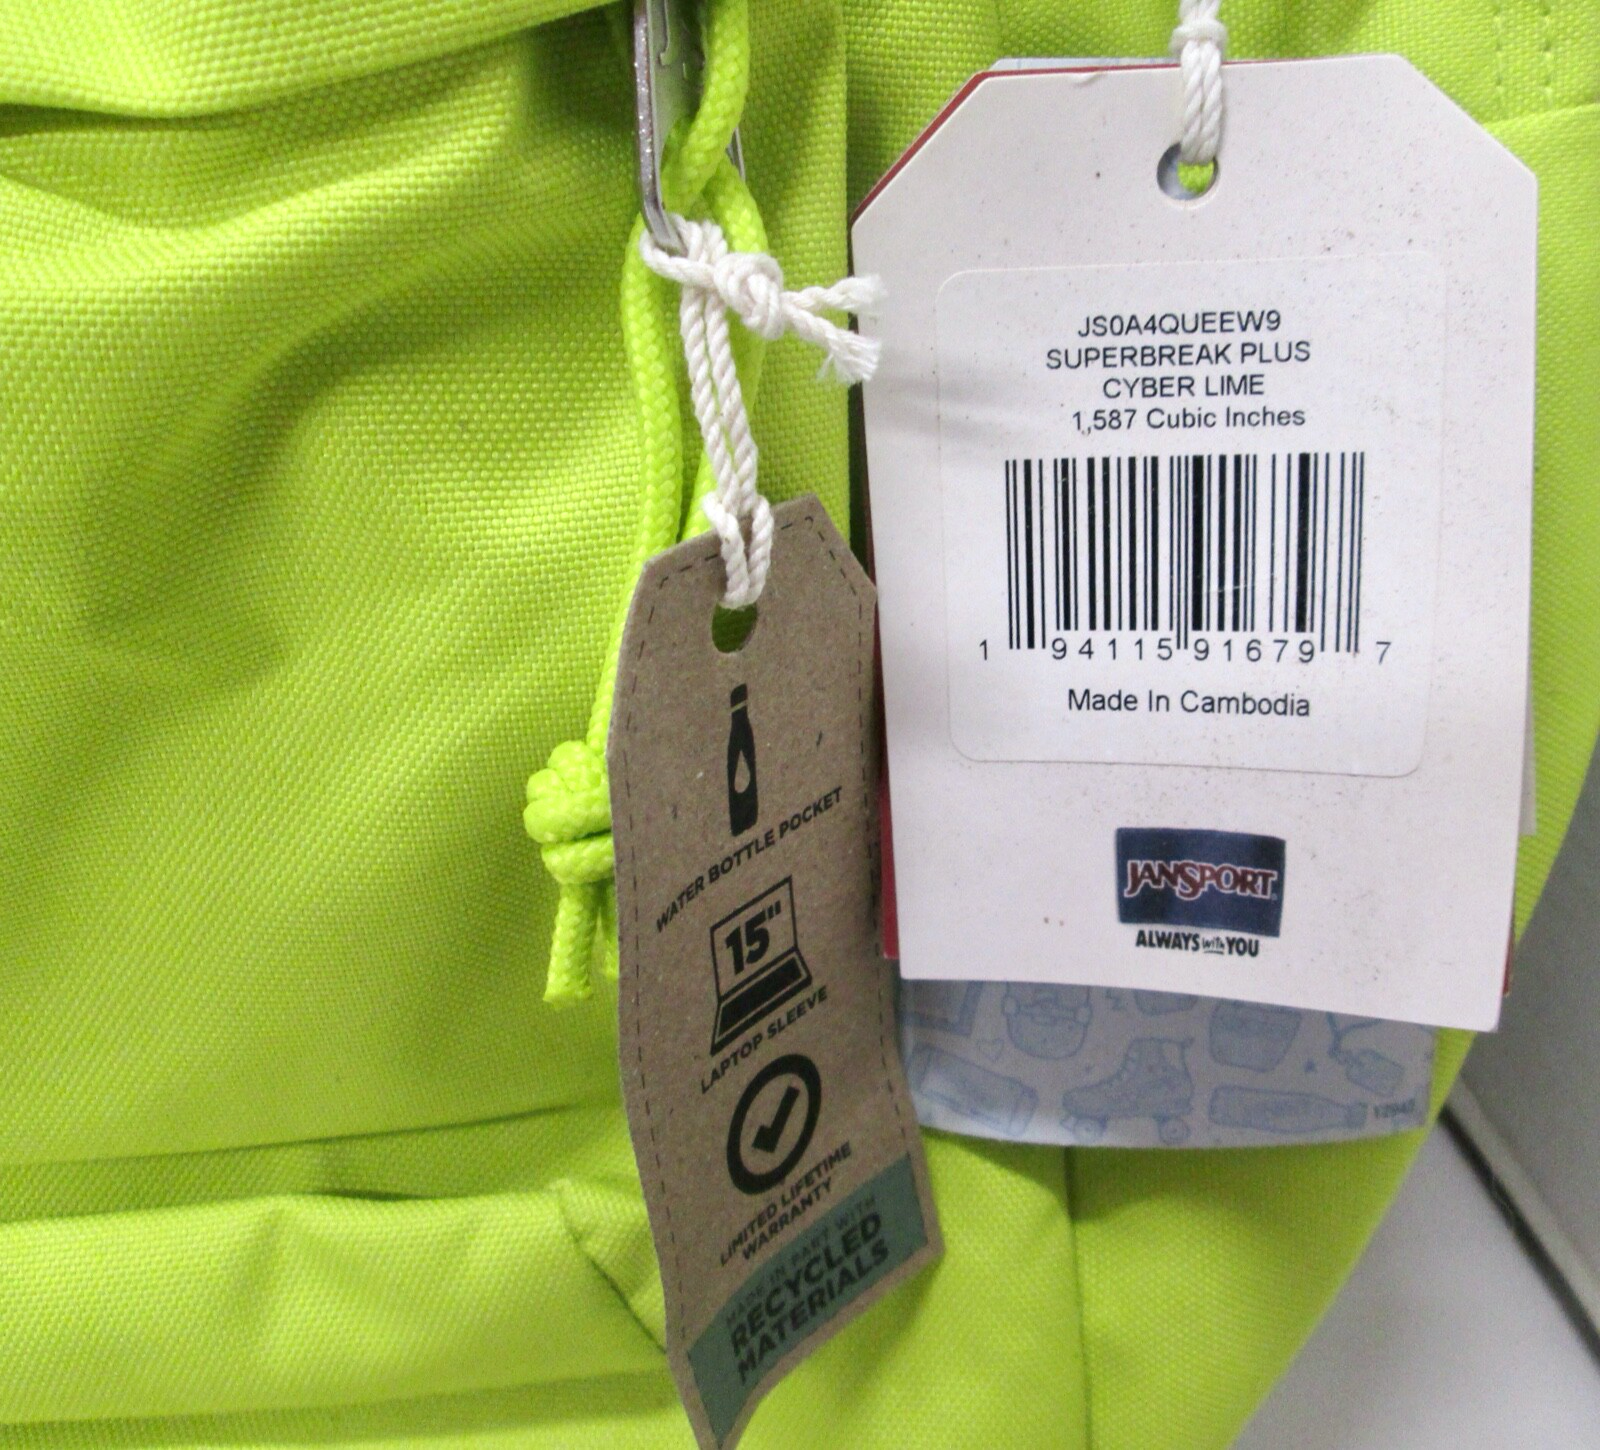 JS0A4QUEEW9
SUPERBREAK PLUS
CYBER LIME
1,587 Cubic Inches
1 94115 91679 7
Made In Cambodia
JANSPORT
ALWAYS with YOU
WATER BOTTLE POCKET
15"
LAPTOP SLEEVE
LIMITED LIFETIME
WARRANTY
MADE IN PART WITH
RECYCLED
MATERIALS